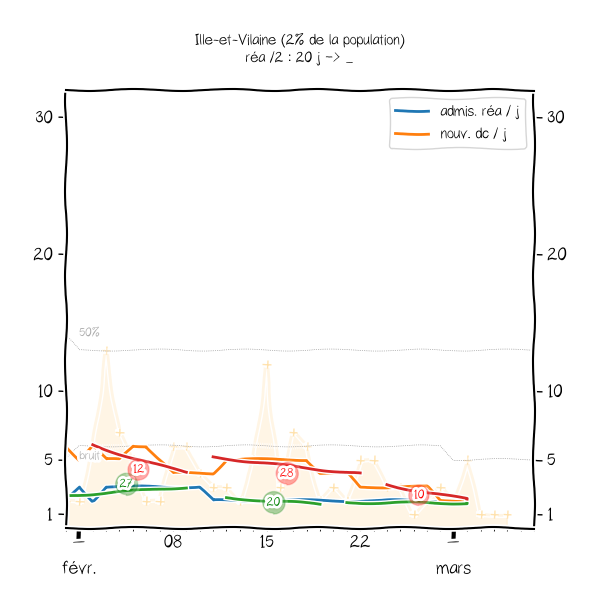 Ille-et-Vilaine (2% de la population)
réa /2 : 20 j -> _
admis. réa / j
nouv. dc / j
30
30
20
20
50%
10
10
bruit
12
28
27
20
10
5
5
1
1
08
15
22
févr.
mars